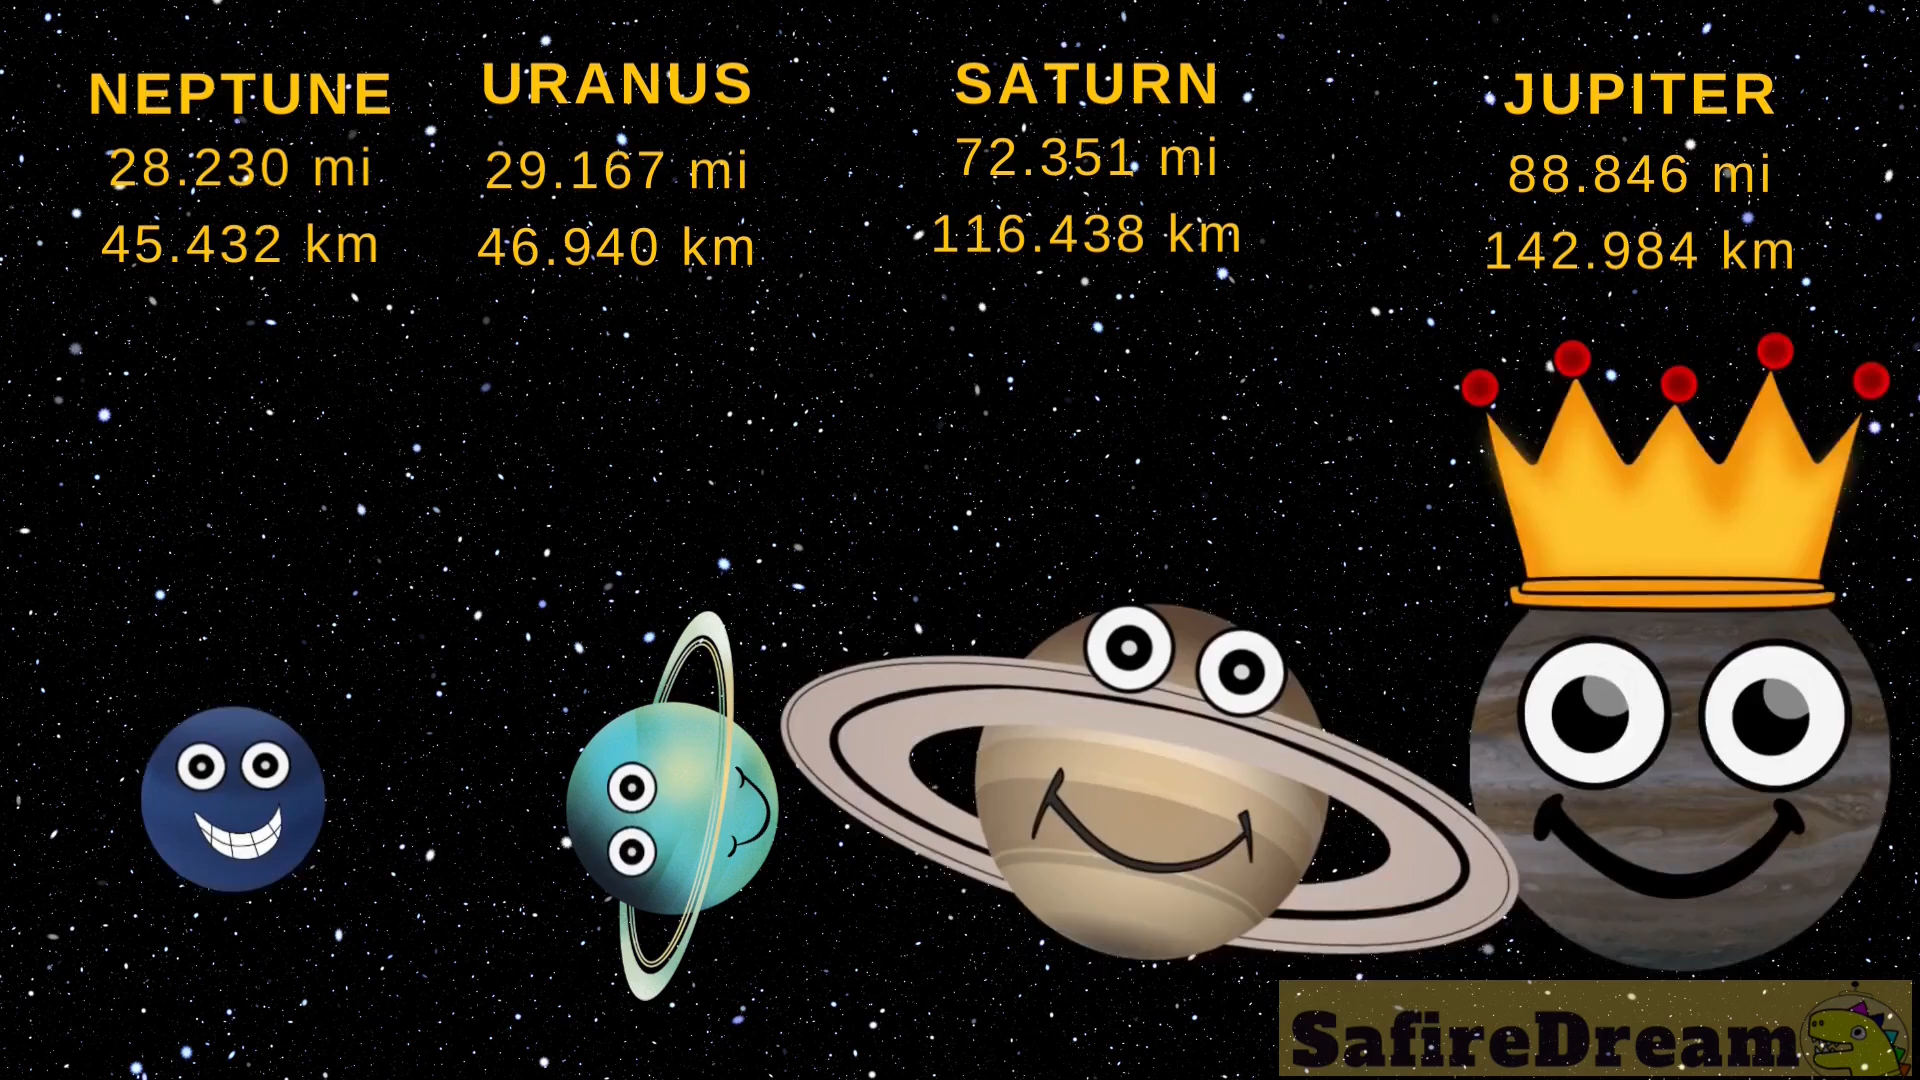 NEPTUNE
28.230 mi
45.432 km
URANUS
29.167 mi
46.940 km
SATURN
72.351 mi
116.438 km
JUPITER
88.846 mi
142.984 km
SafireDream